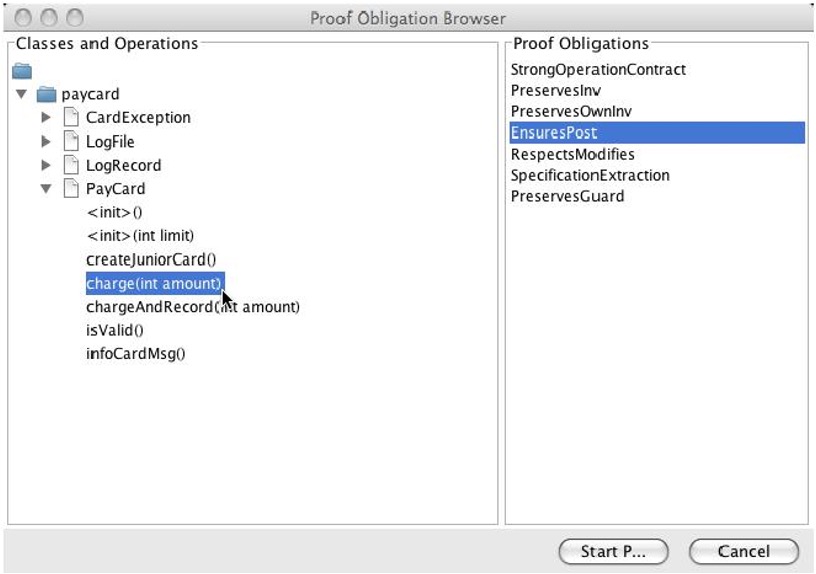 Proof Obligation Browser
Classes and Operations
paycard
CardException
LogFile
LogRecord
PayCard
<init>()
<init>(int limit)
createJuniorCard()
charge(int amount)
chargeAndRecord(int amount)
isValid()
infoCardMsg()
Proof Obligations
StrongOperationContract
PreservesInv
PreservesOwnInv
EnsuresPost
RespectsModifies
SpecificationExtraction
PreservesGuard
Start P...
Cancel